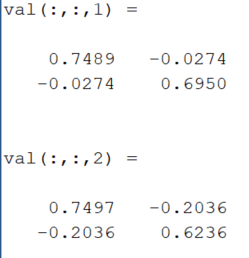 val(:,:,1) =
0.7489 -0.0274
-0.0274 0.6950
val(:,:,2) =
0.7497 -0.2036
-0.2036 0.6236